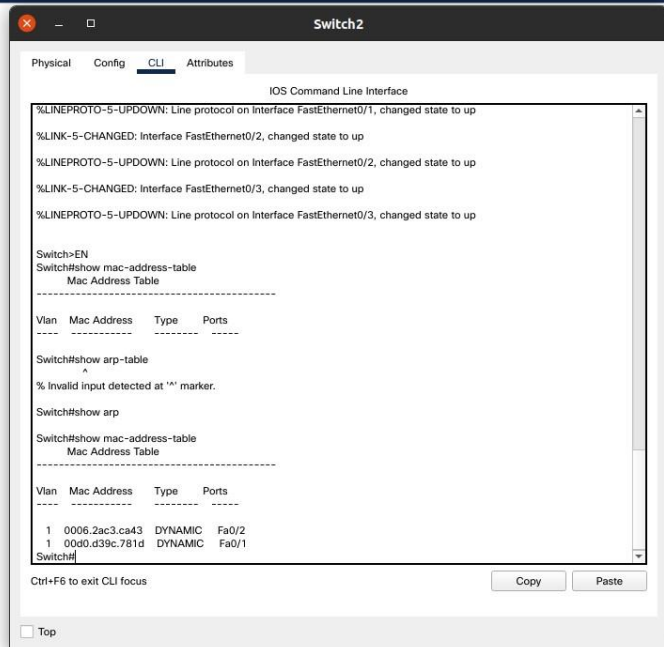 Switch2
Physical Config CLI Attributes
IOS Command Line Interface
%LINEPROTO-5-UPDOWN: Line protocol on Interface FastEthernet0/1, changed state to up
%LINK-5-CHANGED: Interface FastEthernet0/2, changed state to up
%LINEPROTO-5-UPDOWN: Line protocol on Interface FastEthernet0/2, changed state to up
%LINK-5-CHANGED: Interface FastEthernet0/3, changed state to up
%LINEPROTO-5-UPDOWN: Line protocol on Interface FastEthernet0/3, changed state to up
Switch>EN
Switch#show mac-address-table
Mac Address Table
-------------------------------------------
Vlan Mac Address Type Ports
---- ----------- -------- -----
Switch#show arp-table
^
% Invalid input detected at '^' marker.
Switch#show arp
Switch#show mac-address-table
Mac Address Table
-------------------------------------------
Vlan Mac Address Type Ports
---- ----------- -------- -----
1 0006.2ac3.ca43 DYNAMIC Fa0/2
1 00d0.d39c.781d DYNAMIC Fa0/1
Switch#
Ctrl+F6 to exit CLI focus
Copy Paste
Top